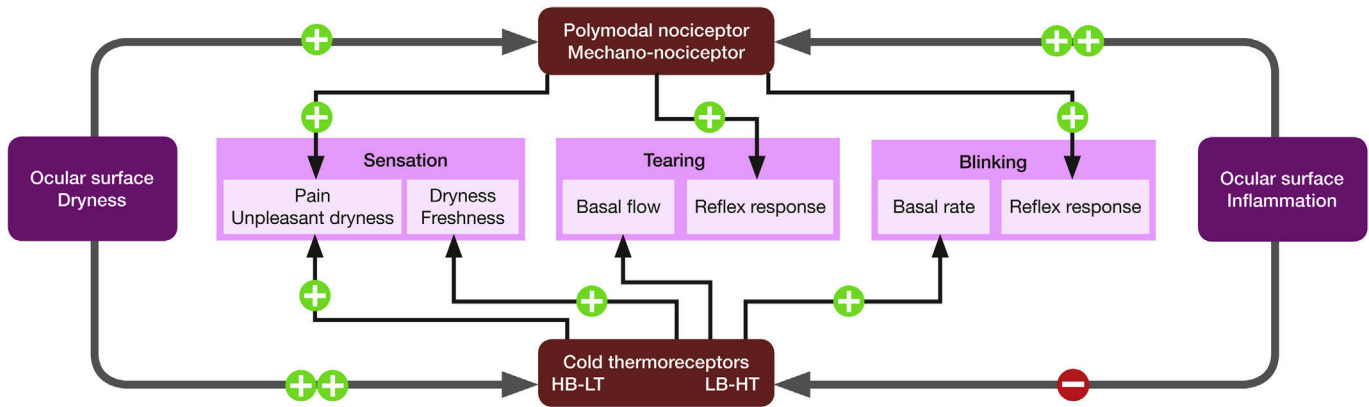 Polymodal nociceptor
Mechano-nociceptor
Ocular surface
Dryness
Sensation
Pain
Unpleasant dryness
Dryness
Freshness
Tearing
Basal flow
Reflex response
Blinking
Basal rate
Reflex response
Ocular surface
Inflammation
Cold thermoreceptors
HB-LT LB-HT